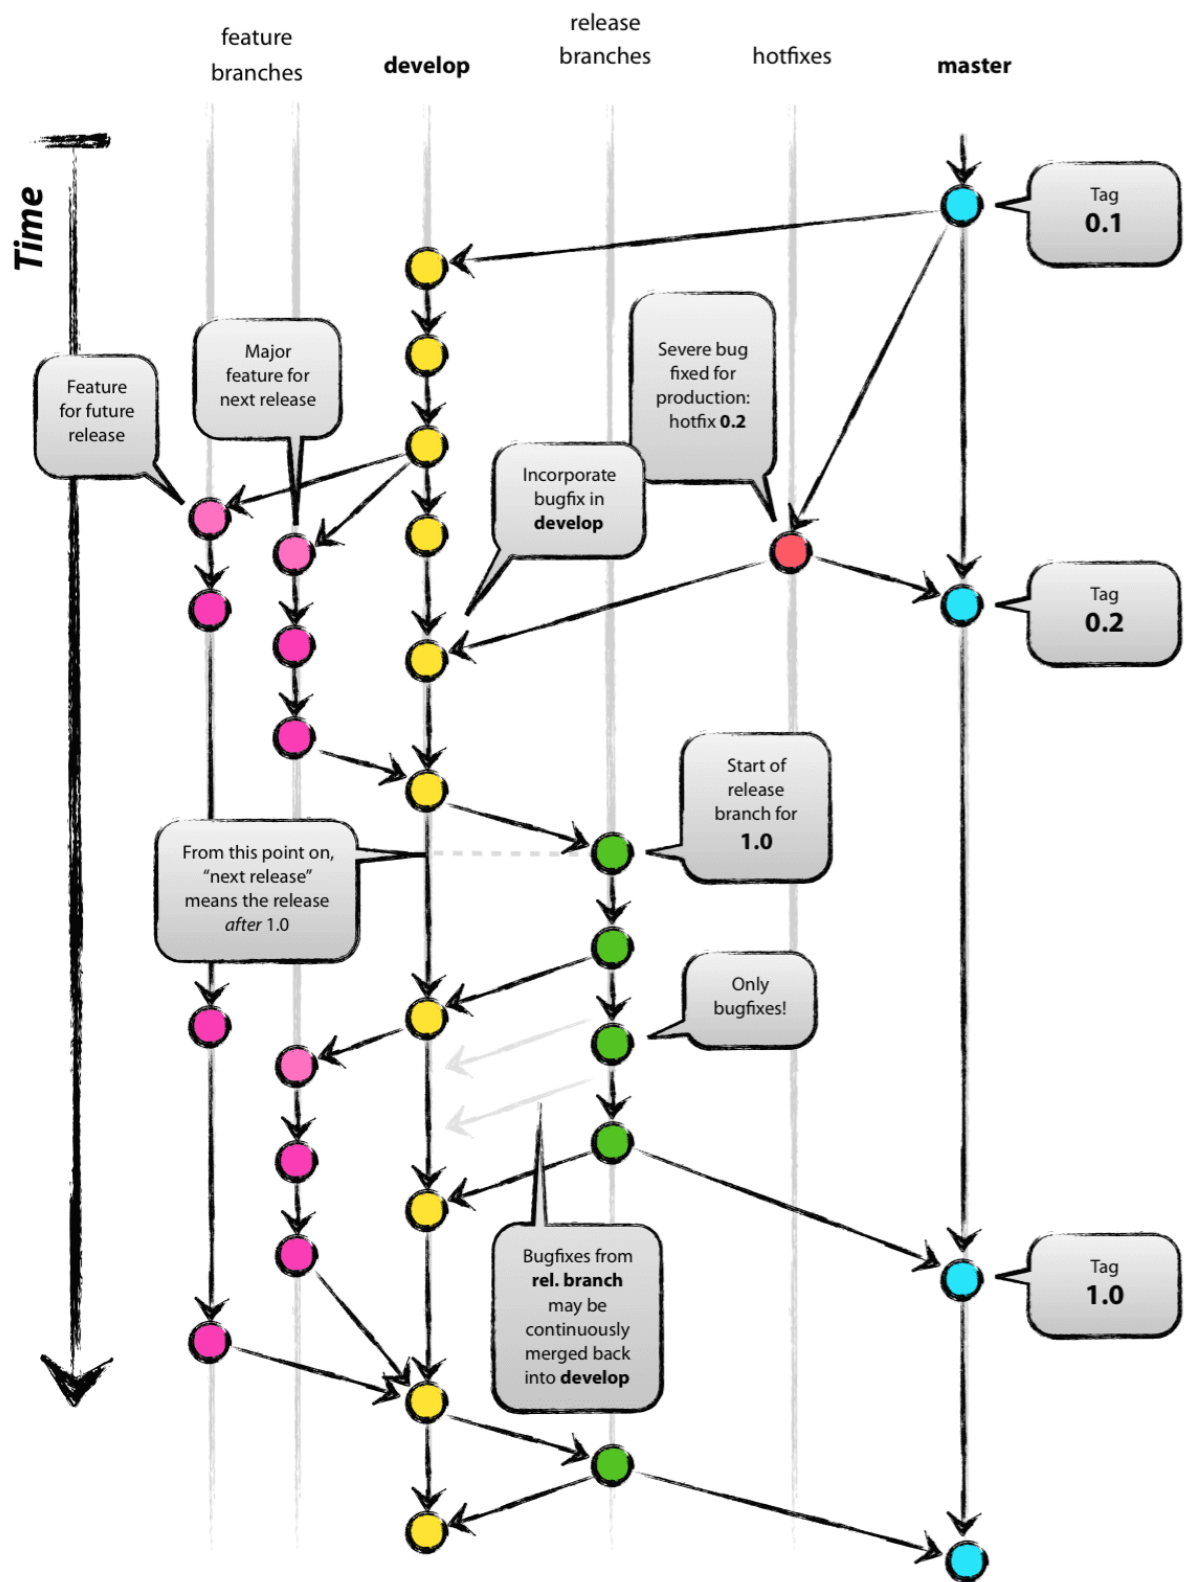 feature
branches
develop
release
branches
hotfixes
master
Time
Tag
0.1
Feature
for future
release
Major
feature for
next release
Severe bug
fixed for
production:
hotfix 0.2
Incorporate
bugfix in
develop
Tag
0.2
Start of
release
branch for
1.0
From this point on,
“next release”
means the release
after 1.0
Only
bugfixes!
Bugfixes from
rel. branch
may be
continuously
merged back
into develop
Tag
1.0